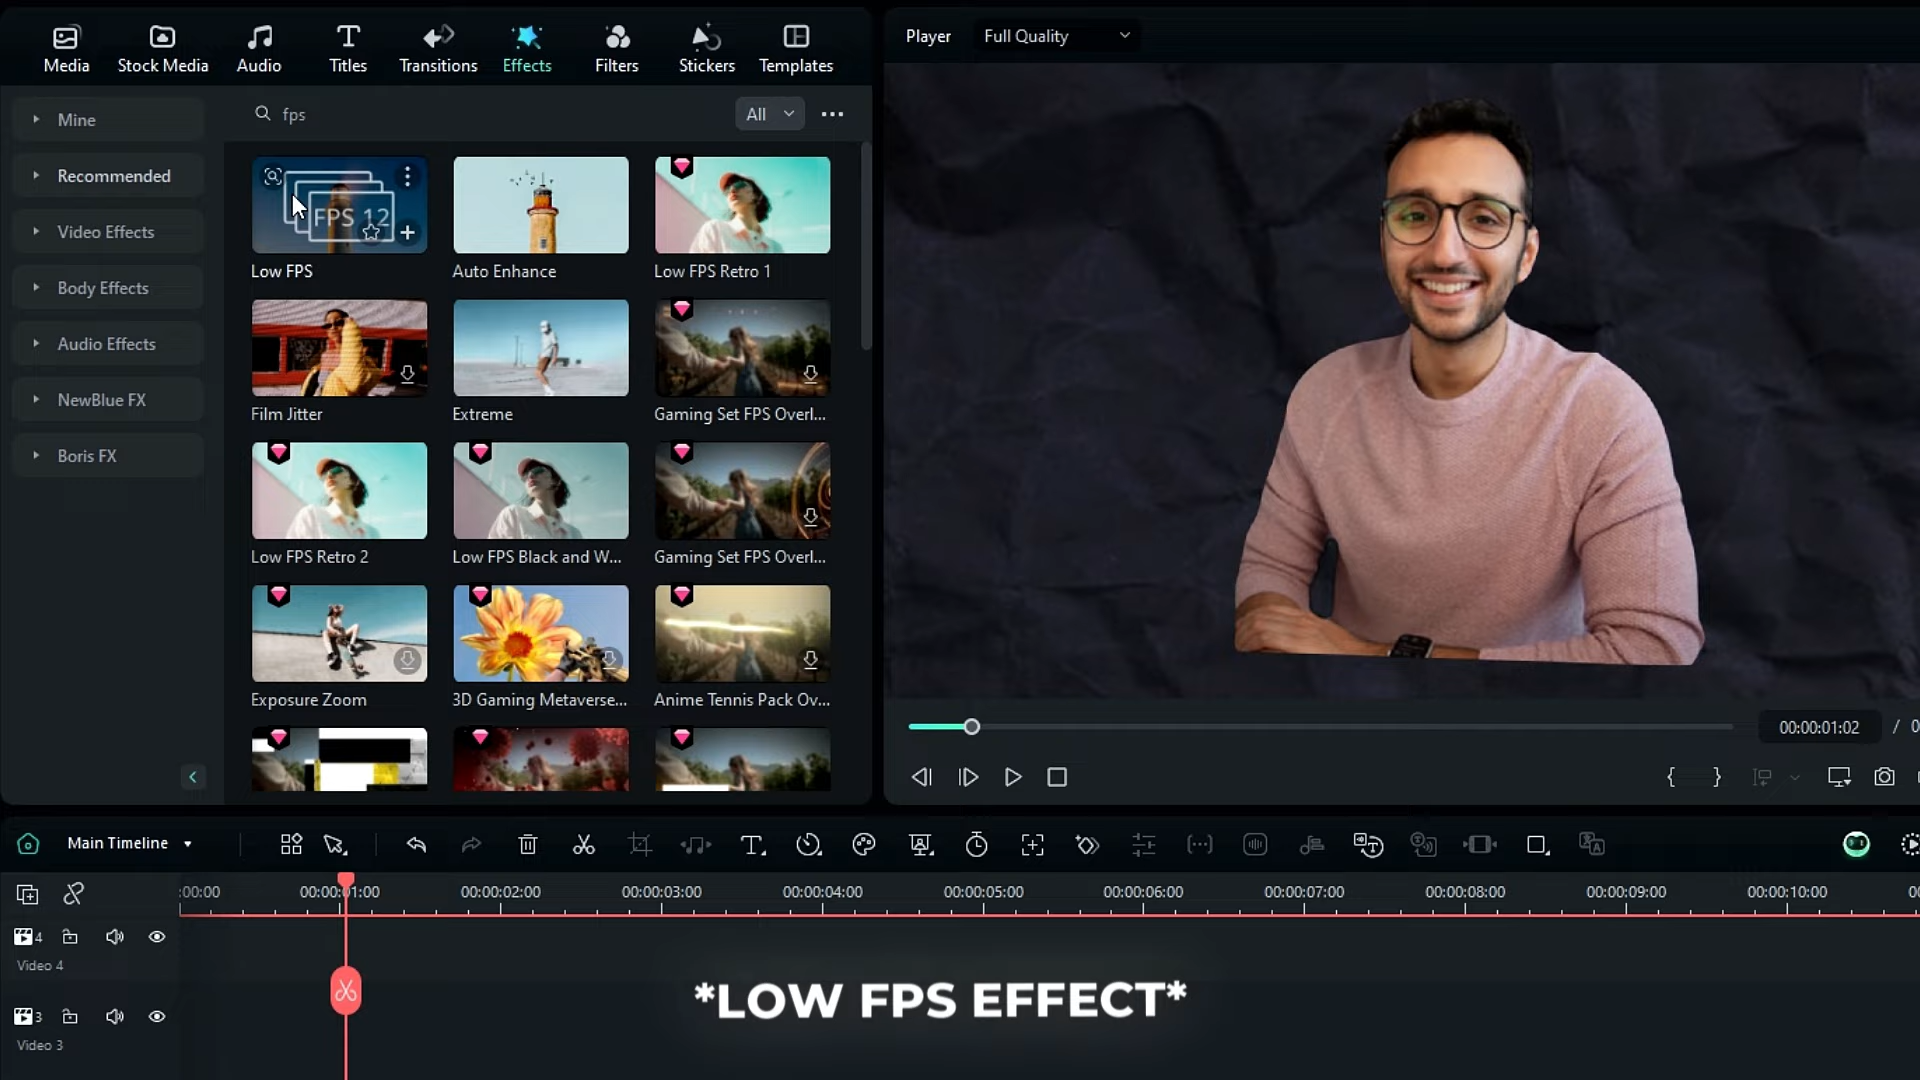 Media
Stock Media
Audio
Titles
Transitions
Effects
Filters
Stickers
Templates
Player
Full Quality
Mine
Recommended
Video Effects
Body Effects
Audio Effects
NewBlue FX
Boris FX
fps
All
FPS 12
Low FPS
Auto Enhance
Low FPS Retro 1
Film Jitter
Extreme
Gaming Set FPS Overl...
Low FPS Retro 2
Low FPS Black and W...
Gaming Set FPS Overl...
Exposure Zoom
3D Gaming Metaverse...
Anime Tennis Pack Ov...
00:00:01:02 / 0
{ }
Main Timeline
:00:00
00:00:01:00
00:00:02:00
00:00:03:00
00:00:04:00
00:00:05:00
00:00:06:00
00:00:07:00
00:00:08:00
00:00:09:00
00:00:10:00
4
Video 4
3
Video 3
*LOW FPS EFFECT*